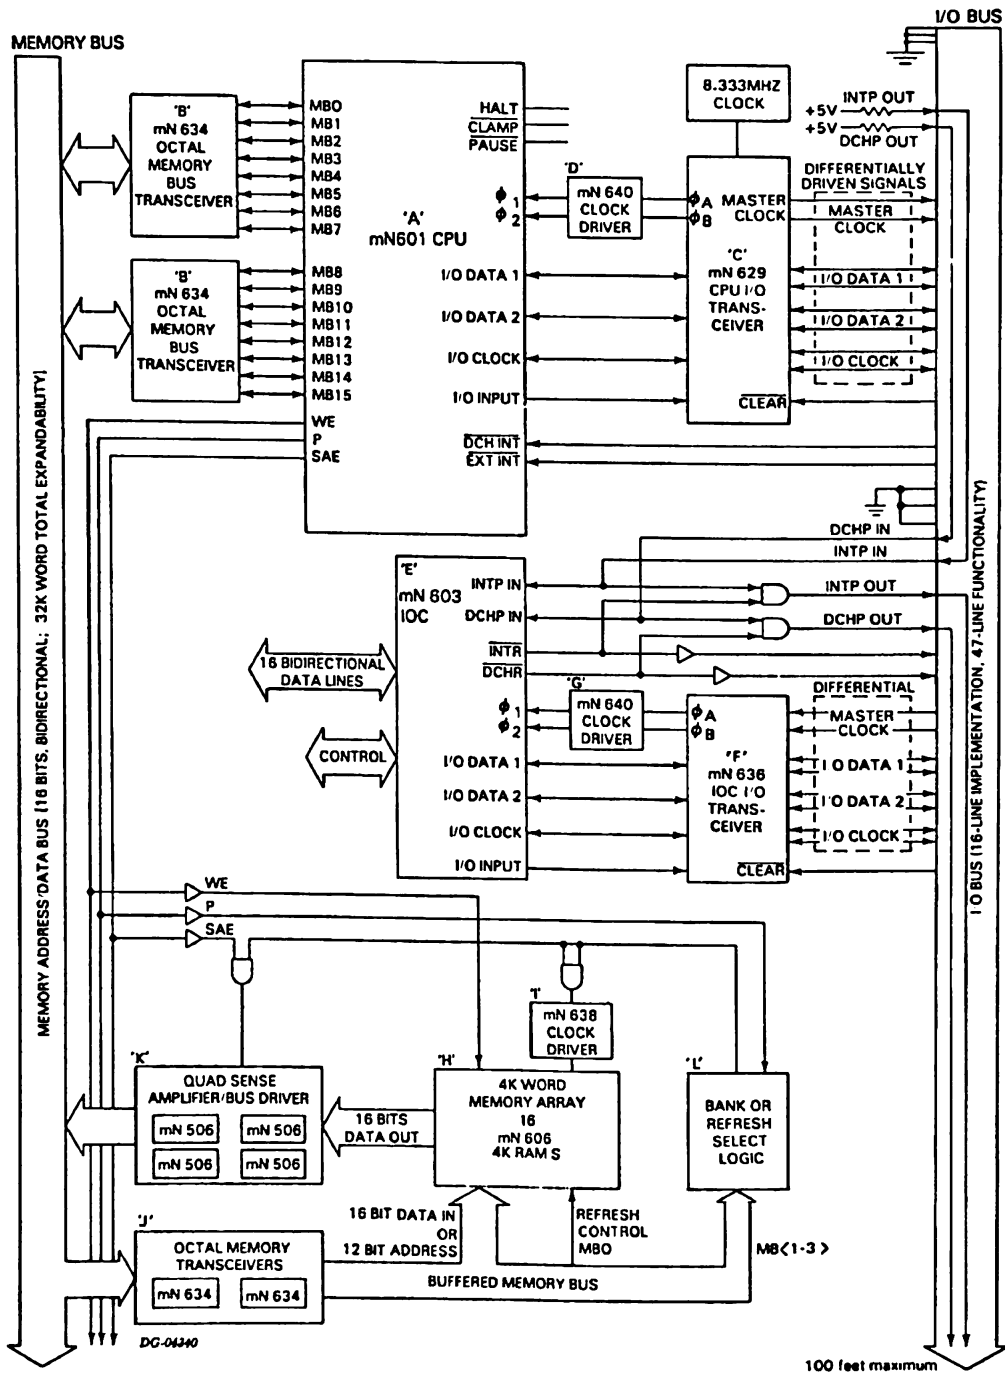 MEMORY BUS
I/O BUS
'B'
mN 634
OCTAL
MEMORY
BUS
TRANSCEIVER
MB0
MB1
MB2
MB3
MB4
MB5
MB6
MB7
'B'
mN 634
OCTAL
MEMORY
BUS
TRANSCEIVER
MB8
MB9
MB10
MB11
MB12
MB13
MB14
MB15
WE
P
SAE
'A'
mN601 CPU
HALT
CLAMP
PAUSE
ϕ 1
ϕ 2
I/O DATA 1
I/O DATA 2
I/O CLOCK
I/O INPUT
DCH INT
EXT INT
'D'
mN 640
CLOCK
DRIVER
8.333MHZ
CLOCK
ϕA MASTER
ϕB CLOCK
'C'
mN 629
CPU I/O
TRANS-
CEIVER
CLEAR
+5V INTP OUT
+5V
DCHP OUT
DIFFERENTIALLY
DRIVEN SIGNALS
MASTER
CLOCK
I/O DATA 1
I/O DATA 2
I/O CLOCK
DCHP IN
INTP IN
INTP OUT
DCHP OUT
'E'
mN 603
IOC
INTP IN
DCHP IN
INTR
DCHR
ϕ 1
ϕ 2
I/O DATA 1
I/O DATA 2
I/O CLOCK
I/O INPUT
16 BIDIRECTIONAL
DATA LINES
CONTROL
'G'
mN 640
CLOCK
DRIVER
ϕA
ϕB
'F'
mN 636
IOC I/O
TRANS-
CEIVER
CLEAR
DIFFERENTIAL
MASTER
CLOCK
I O DATA 1
I/O DATA 2
I/O CLOCK
MEMORY ADDRESS/DATA BUS [16 BITS, BIDIRECTIONAL; 32K WORD TOTAL EXPANDABILITY]
I O BUS (16-LINE IMPLEMENTATION, 47-LINE FUNCTIONALITY)
WE
P
SAE
'I'
mN 638
CLOCK
DRIVER
'K'
QUAD SENSE
AMPLIFIER/BUS DRIVER
mN 506 mN 506
mN 506 mN 506
16 BITS
DATA OUT
'H'
4K WORD
MEMORY ARRAY
16
mN 606
4K RAM S
'L'
BANK OR
REFRESH
SELECT
LOGIC
'J'
OCTAL MEMORY
TRANSCEIVERS
mN 634 mN 634
16 BIT DATA IN
OR
12 BIT ADDRESS
REFRESH
CONTROL
MB0
MB<1-3>
BUFFERED MEMORY BUS
DG-04340
100 feet maximum